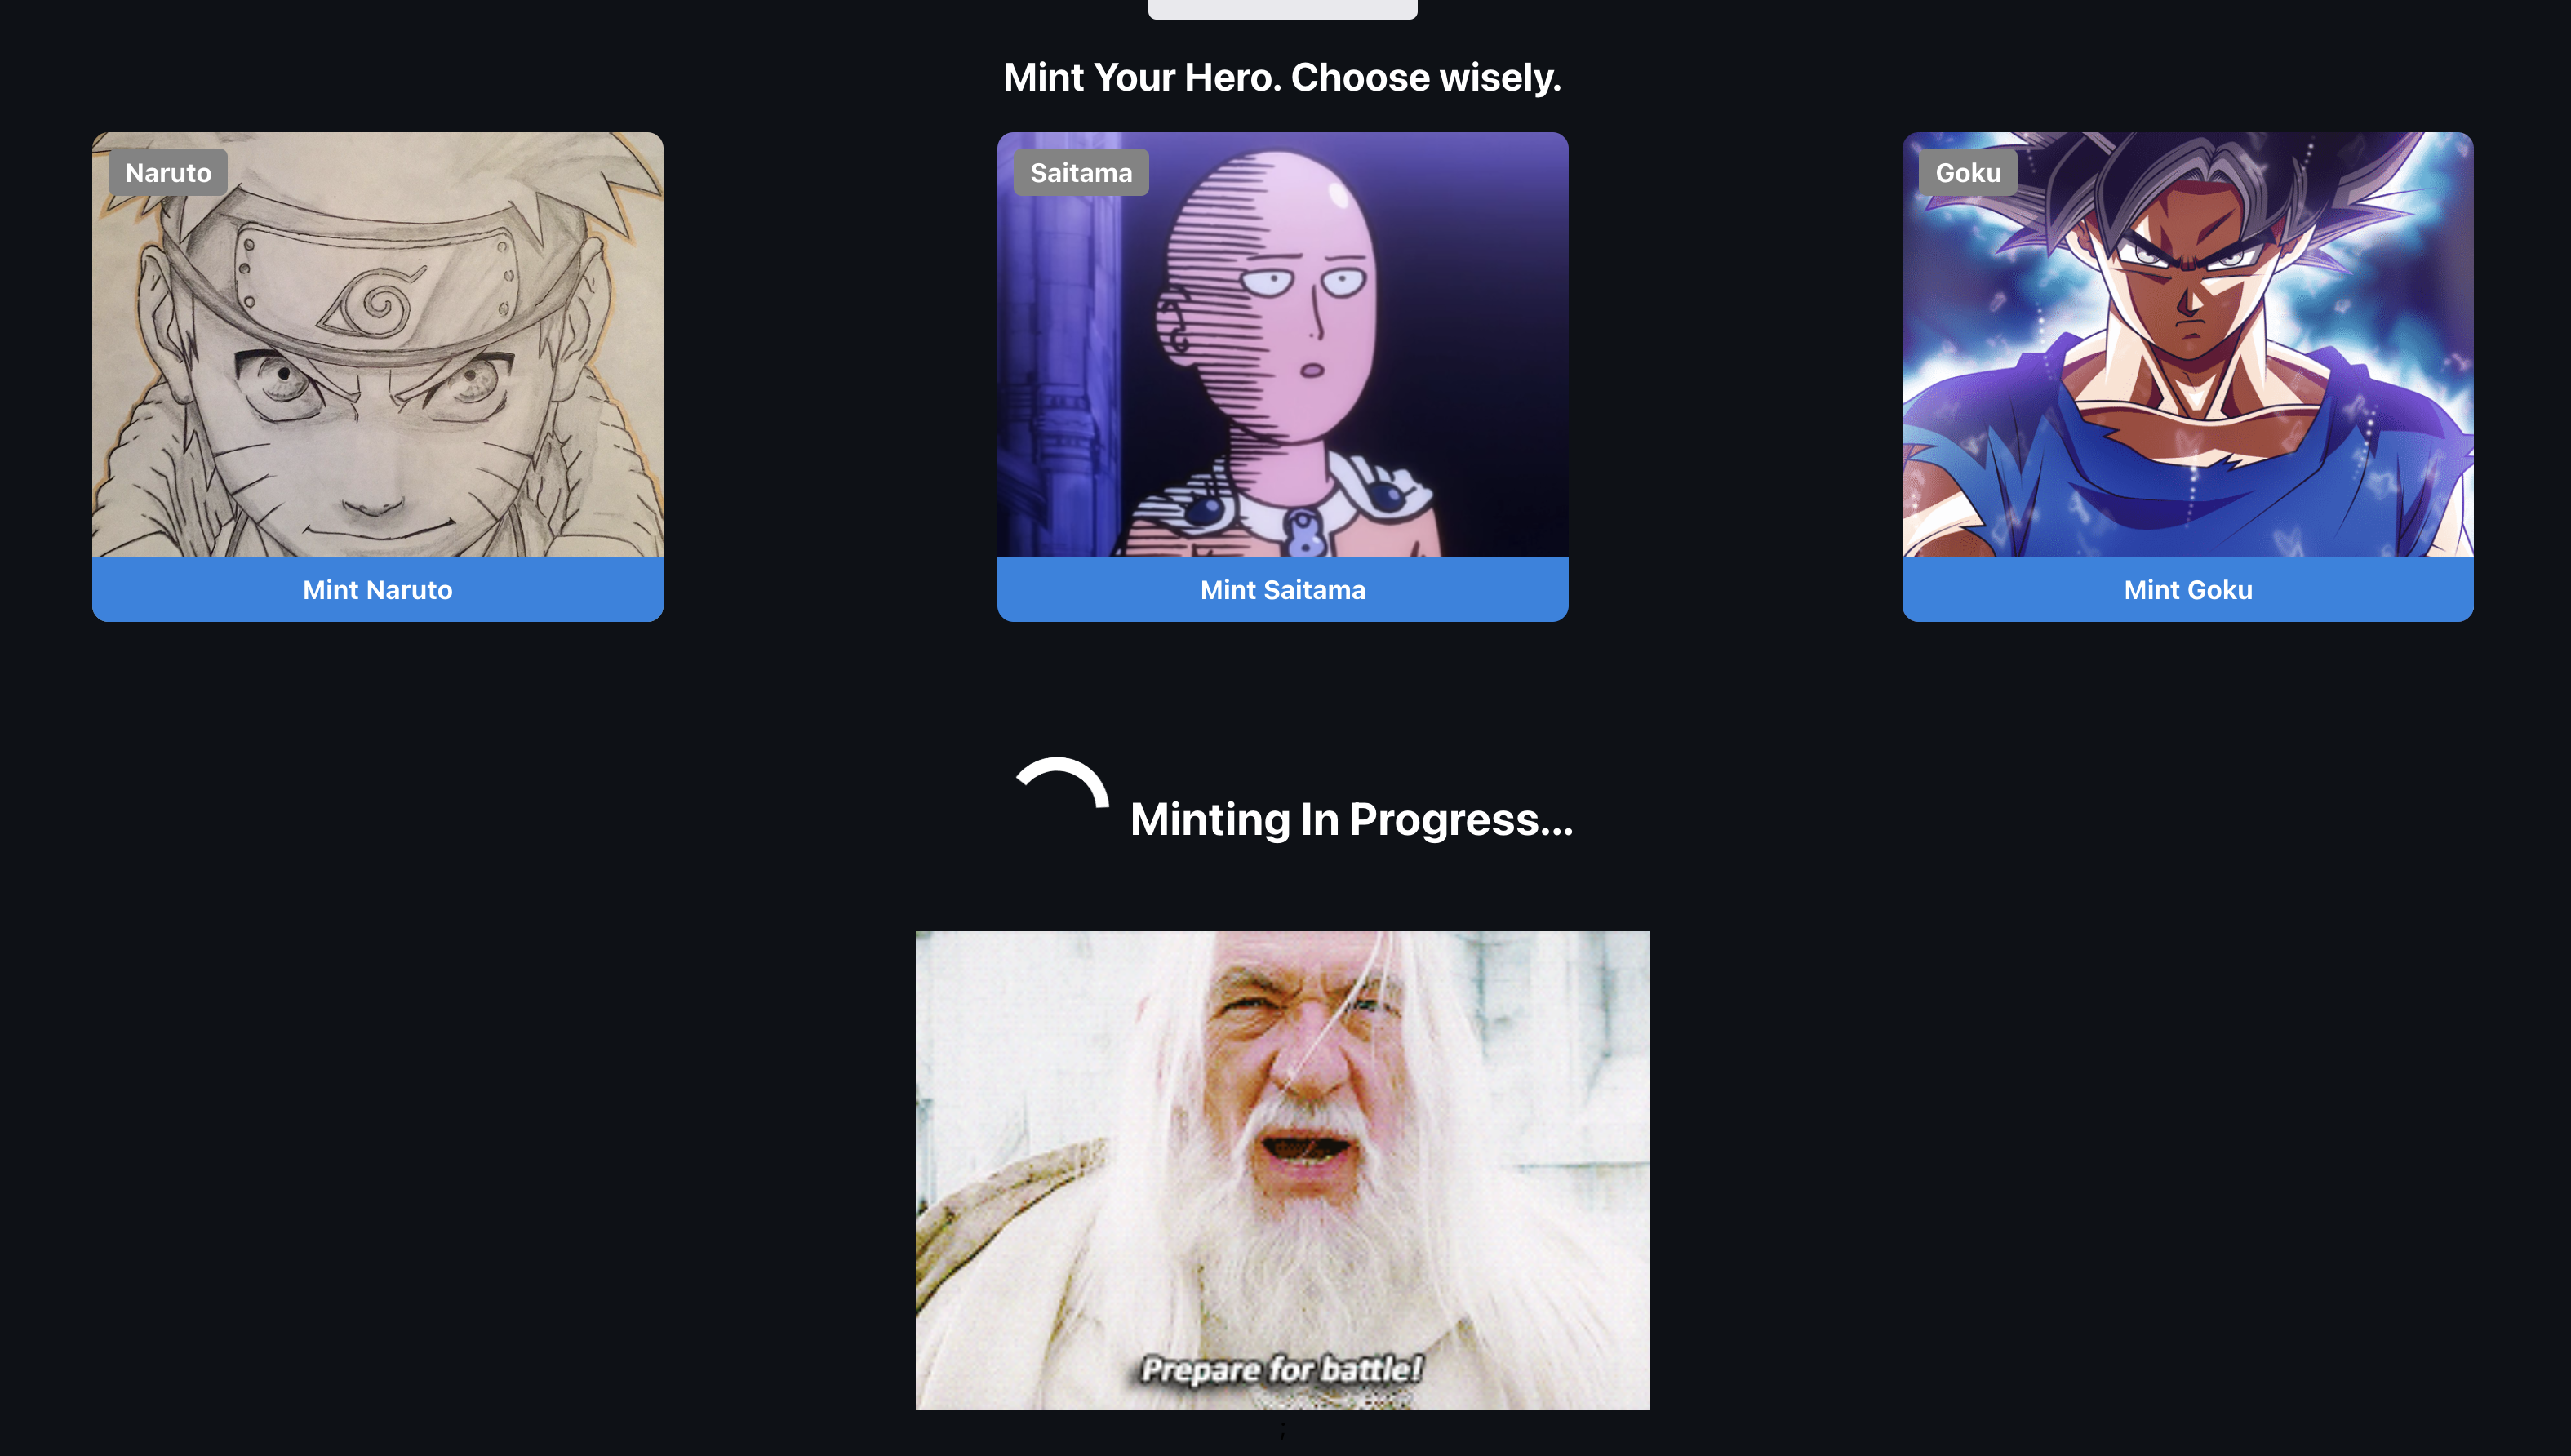 Mint Your Hero. Choose wisely.
Naruto
Saitama
Goku
Mint Naruto
Mint Saitama
Mint Goku
Minting In Progress...
Prepare for battle!
;